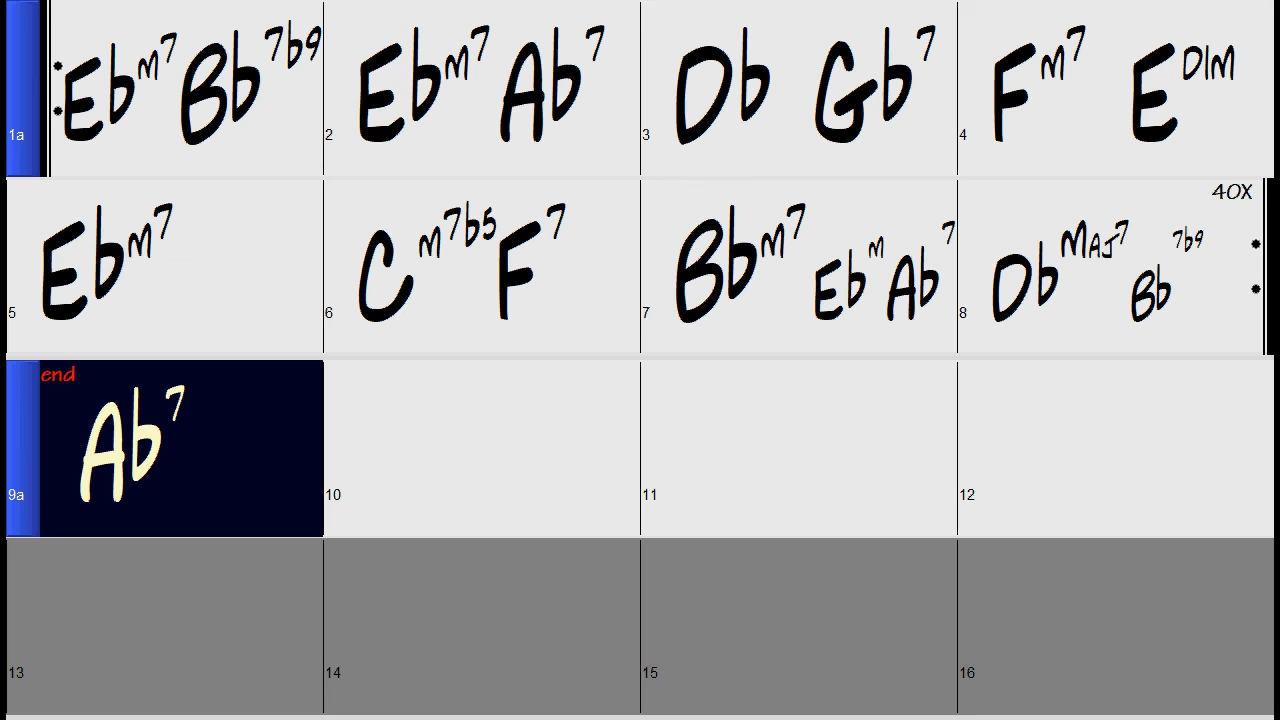 1a Ebm7 Bb7b9 2 Ebm7 Ab7 3 Db Gb7 4 Fm7 EDIM
40X
5 Ebm7 6 Cm7b5 F7 7 Bbm7 Ebm Ab7 8 DbMAJ7 Bb7b9
end
9a Ab7 10 11 12
13 14 15 16